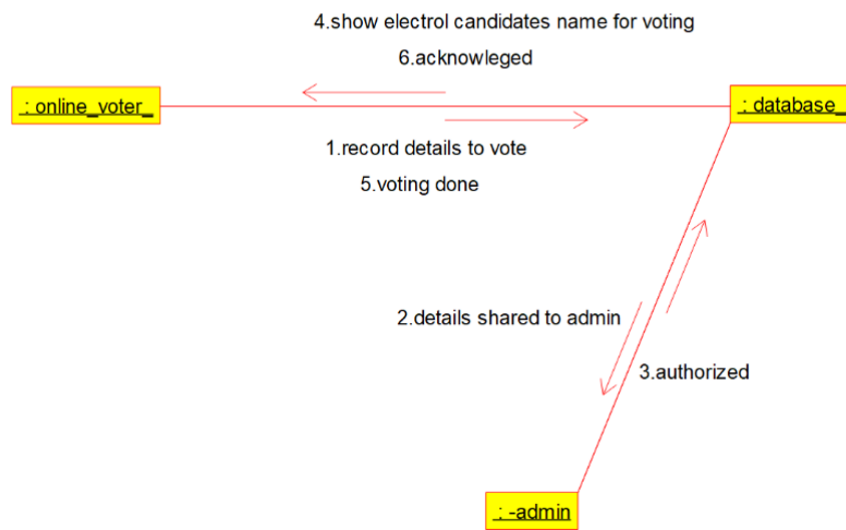 4.show electrol candidates name for voting
6.acknowleged
: online_voter_
: database_
1.record details to vote
5.voting done
2.details shared to admin
3.authorized
: -admin